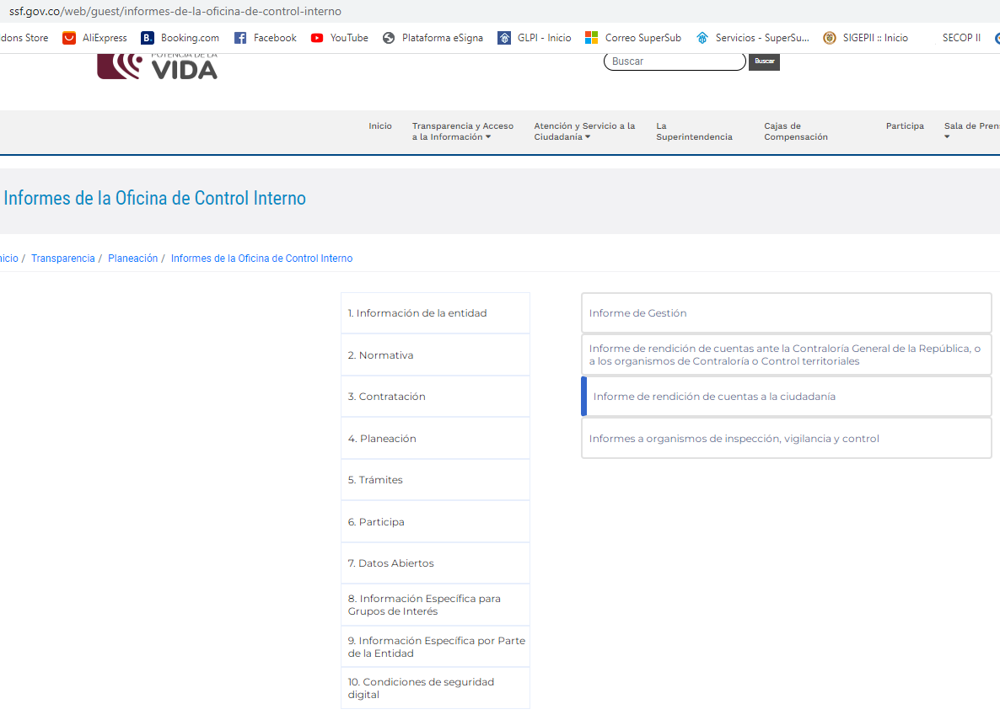 ssf.gov.co/web/guest/informes-de-la-oficina-de-control-interno
dons Store AliExpress Booking.com Facebook YouTube Plataforma eSigna GLPI - Inicio Correo SuperSub Servicios - SuperSu... SIGEPII :: Inicio SECOP II
POTENCIA DE LA
VIDA
Buscar Buscar
Inicio
Transparencia y Acceso
a la Información
Atención y Servicio a la
Ciudadanía
La
Superintendencia
Cajas de
Compensación
Participa
Sala de Pren
Informes de la Oficina de Control Interno
nicio / Transparencia / Planeación / Informes de la Oficina de Control Interno
1. Información de la entidad
2. Normativa
3. Contratación
4. Planeación
5. Trámites
6. Participa
7. Datos Abiertos
8. Información Específica para
Grupos de Interés
9. Información Específica por Parte
de la Entidad
10. Condiciones de seguridad
digital
Informe de Gestión
Informe de rendición de cuentas ante la Contraloría General de la República, o
a los organismos de Contraloría o Control territoriales
Informe de rendición de cuentas a la ciudadanía
Informes a organismos de inspección, vigilancia y control